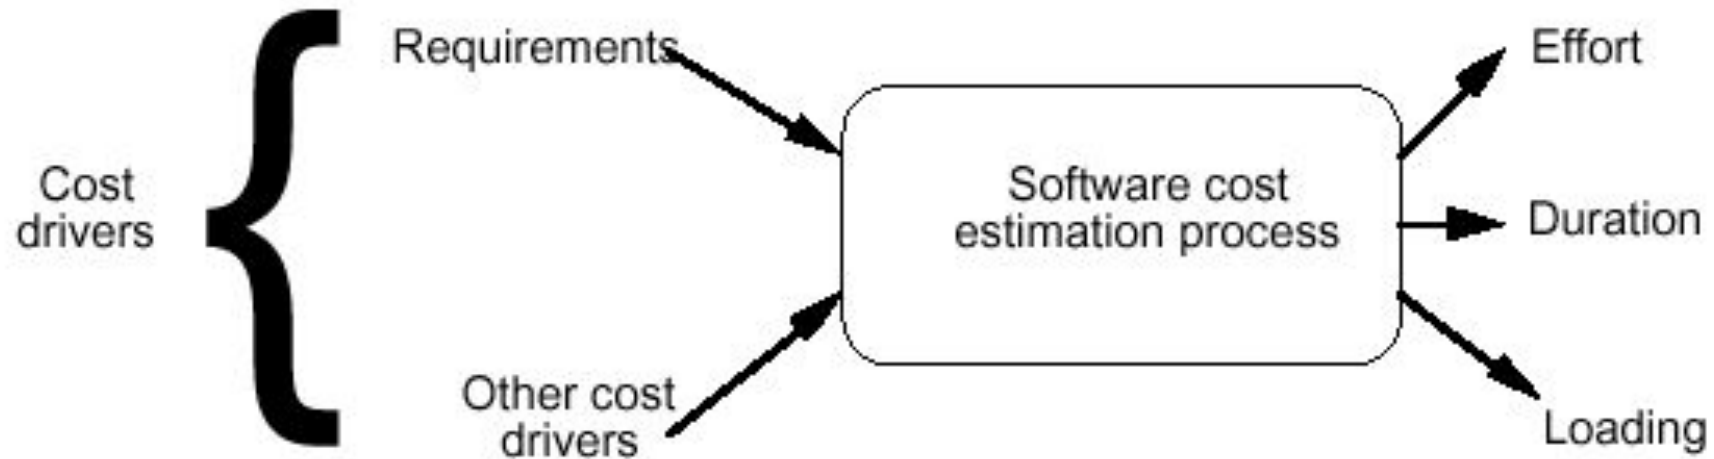 Cost
drivers
Requirements
Other cost
drivers
Software cost
estimation process
Effort
Duration
Loading